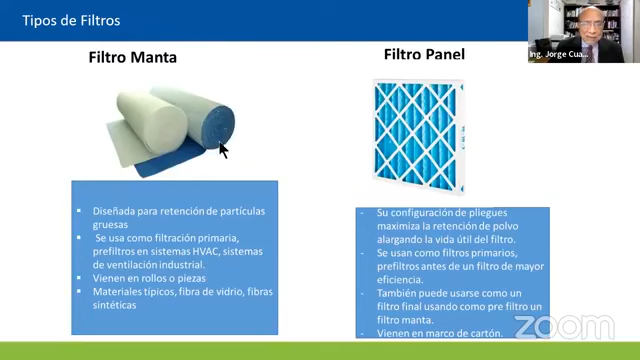 Tipos de Filtros
Ing. Jorge Cua...
Filtro Manta
Filtro Panel
▪ Diseñada para retención de partículas
gruesas
▪ Se usa como filtración primaria,
prefiltros en sistemas HVAC, sistemas
de ventilación industrial.
▪ Vienen en rollos o piezas
▪ Materiales típicos, fibra de vidrio, fibras
sintéticas
- Su configuración de pliegues
maximiza la retención de polvo
alargando la vida útil del filtro.
- Se usan como filtros primarios,
prefiltros antes de un filtro de mayor
eficiencia.
- También puede usarse como un
filtro final usando como pre filtro un
filtro manta.
- Vienen en marco de cartón.
zoom